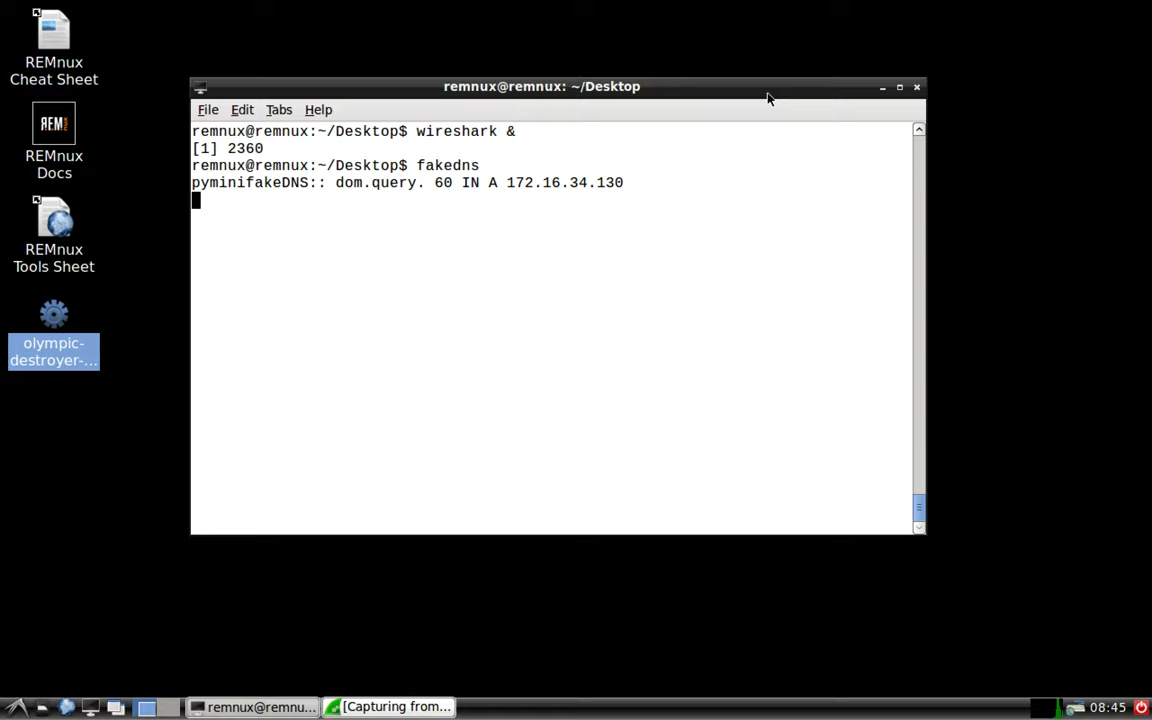 REMnux
Cheat Sheet
REM
nux
REMnux
Docs
REMnux
Tools Sheet
olympic-
destroyer-...
remnux@remnux: ~/Desktop
File Edit Tabs Help
remnux@remnux:~/Desktop$ wireshark &
[1] 2360
remnux@remnux:~/Desktop$ fakedns
pyminifakeDNS:: dom.query. 60 IN A 172.16.34.130
remnux@remnu...
[Capturing from...
08:45